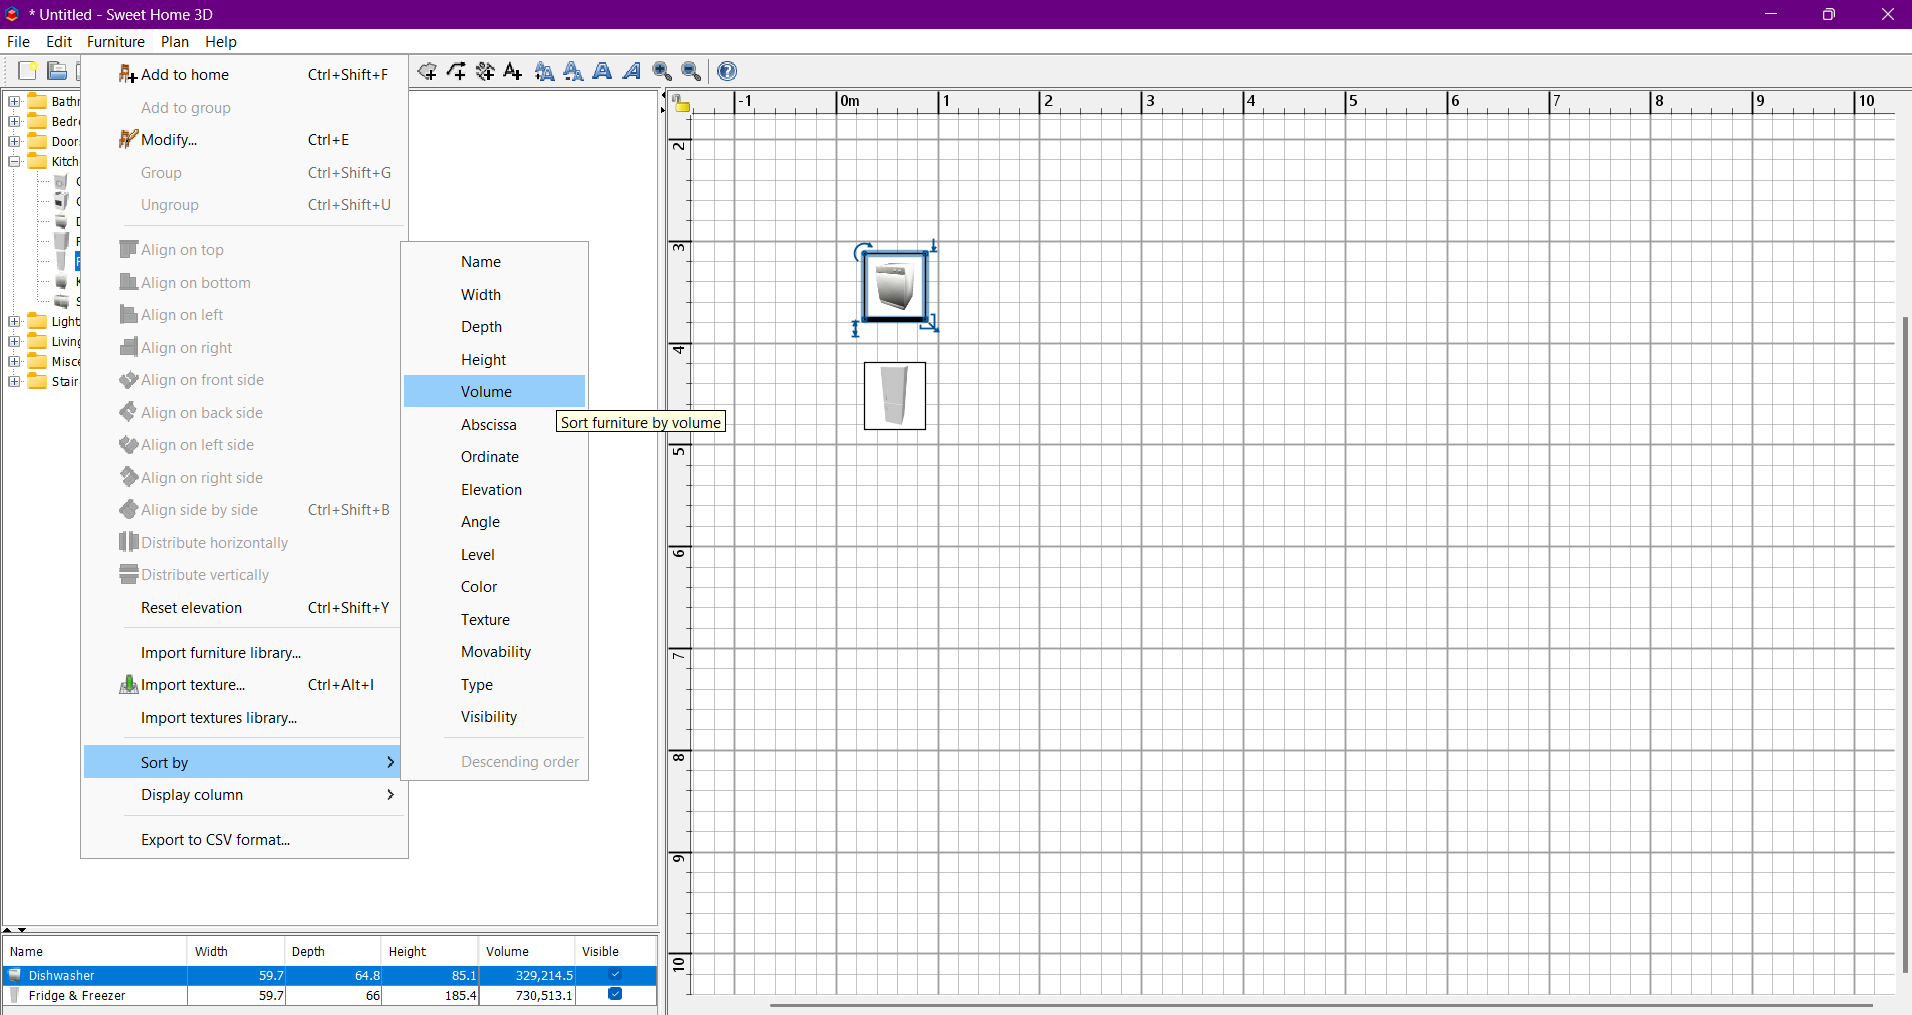 * Untitled - Sweet Home 3D
File Edit Furniture Plan Help
Add to home Ctrl+Shift+F
Add to group
Modify... Ctrl+E
Group Ctrl+Shift+G
Ungroup Ctrl+Shift+U
Align on top
Align on bottom
Align on left
Align on right
Align on front side
Align on back side
Align on left side
Align on right side
Align side by side Ctrl+Shift+B
Distribute horizontally
Distribute vertically
Reset elevation Ctrl+Shift+Y
Import furniture library...
Import texture... Ctrl+Alt+I
Import textures library...
Sort by
Display column
Export to CSV format...
Name
Width
Depth
Height
Volume
Abscissa
Ordinate
Elevation
Angle
Level
Color
Texture
Movability
Type
Visibility
Descending order
Sort furniture by volume
-1 0m 1 2 3 4 5 6 7 8 9 10
2
3
4
5
6
7
8
9
10
Name Width Depth Height Volume Visible
Dishwasher 59.7 64.8 85.1 329,214.5
Fridge & Freezer 59.7 66 185.4 730,513.1